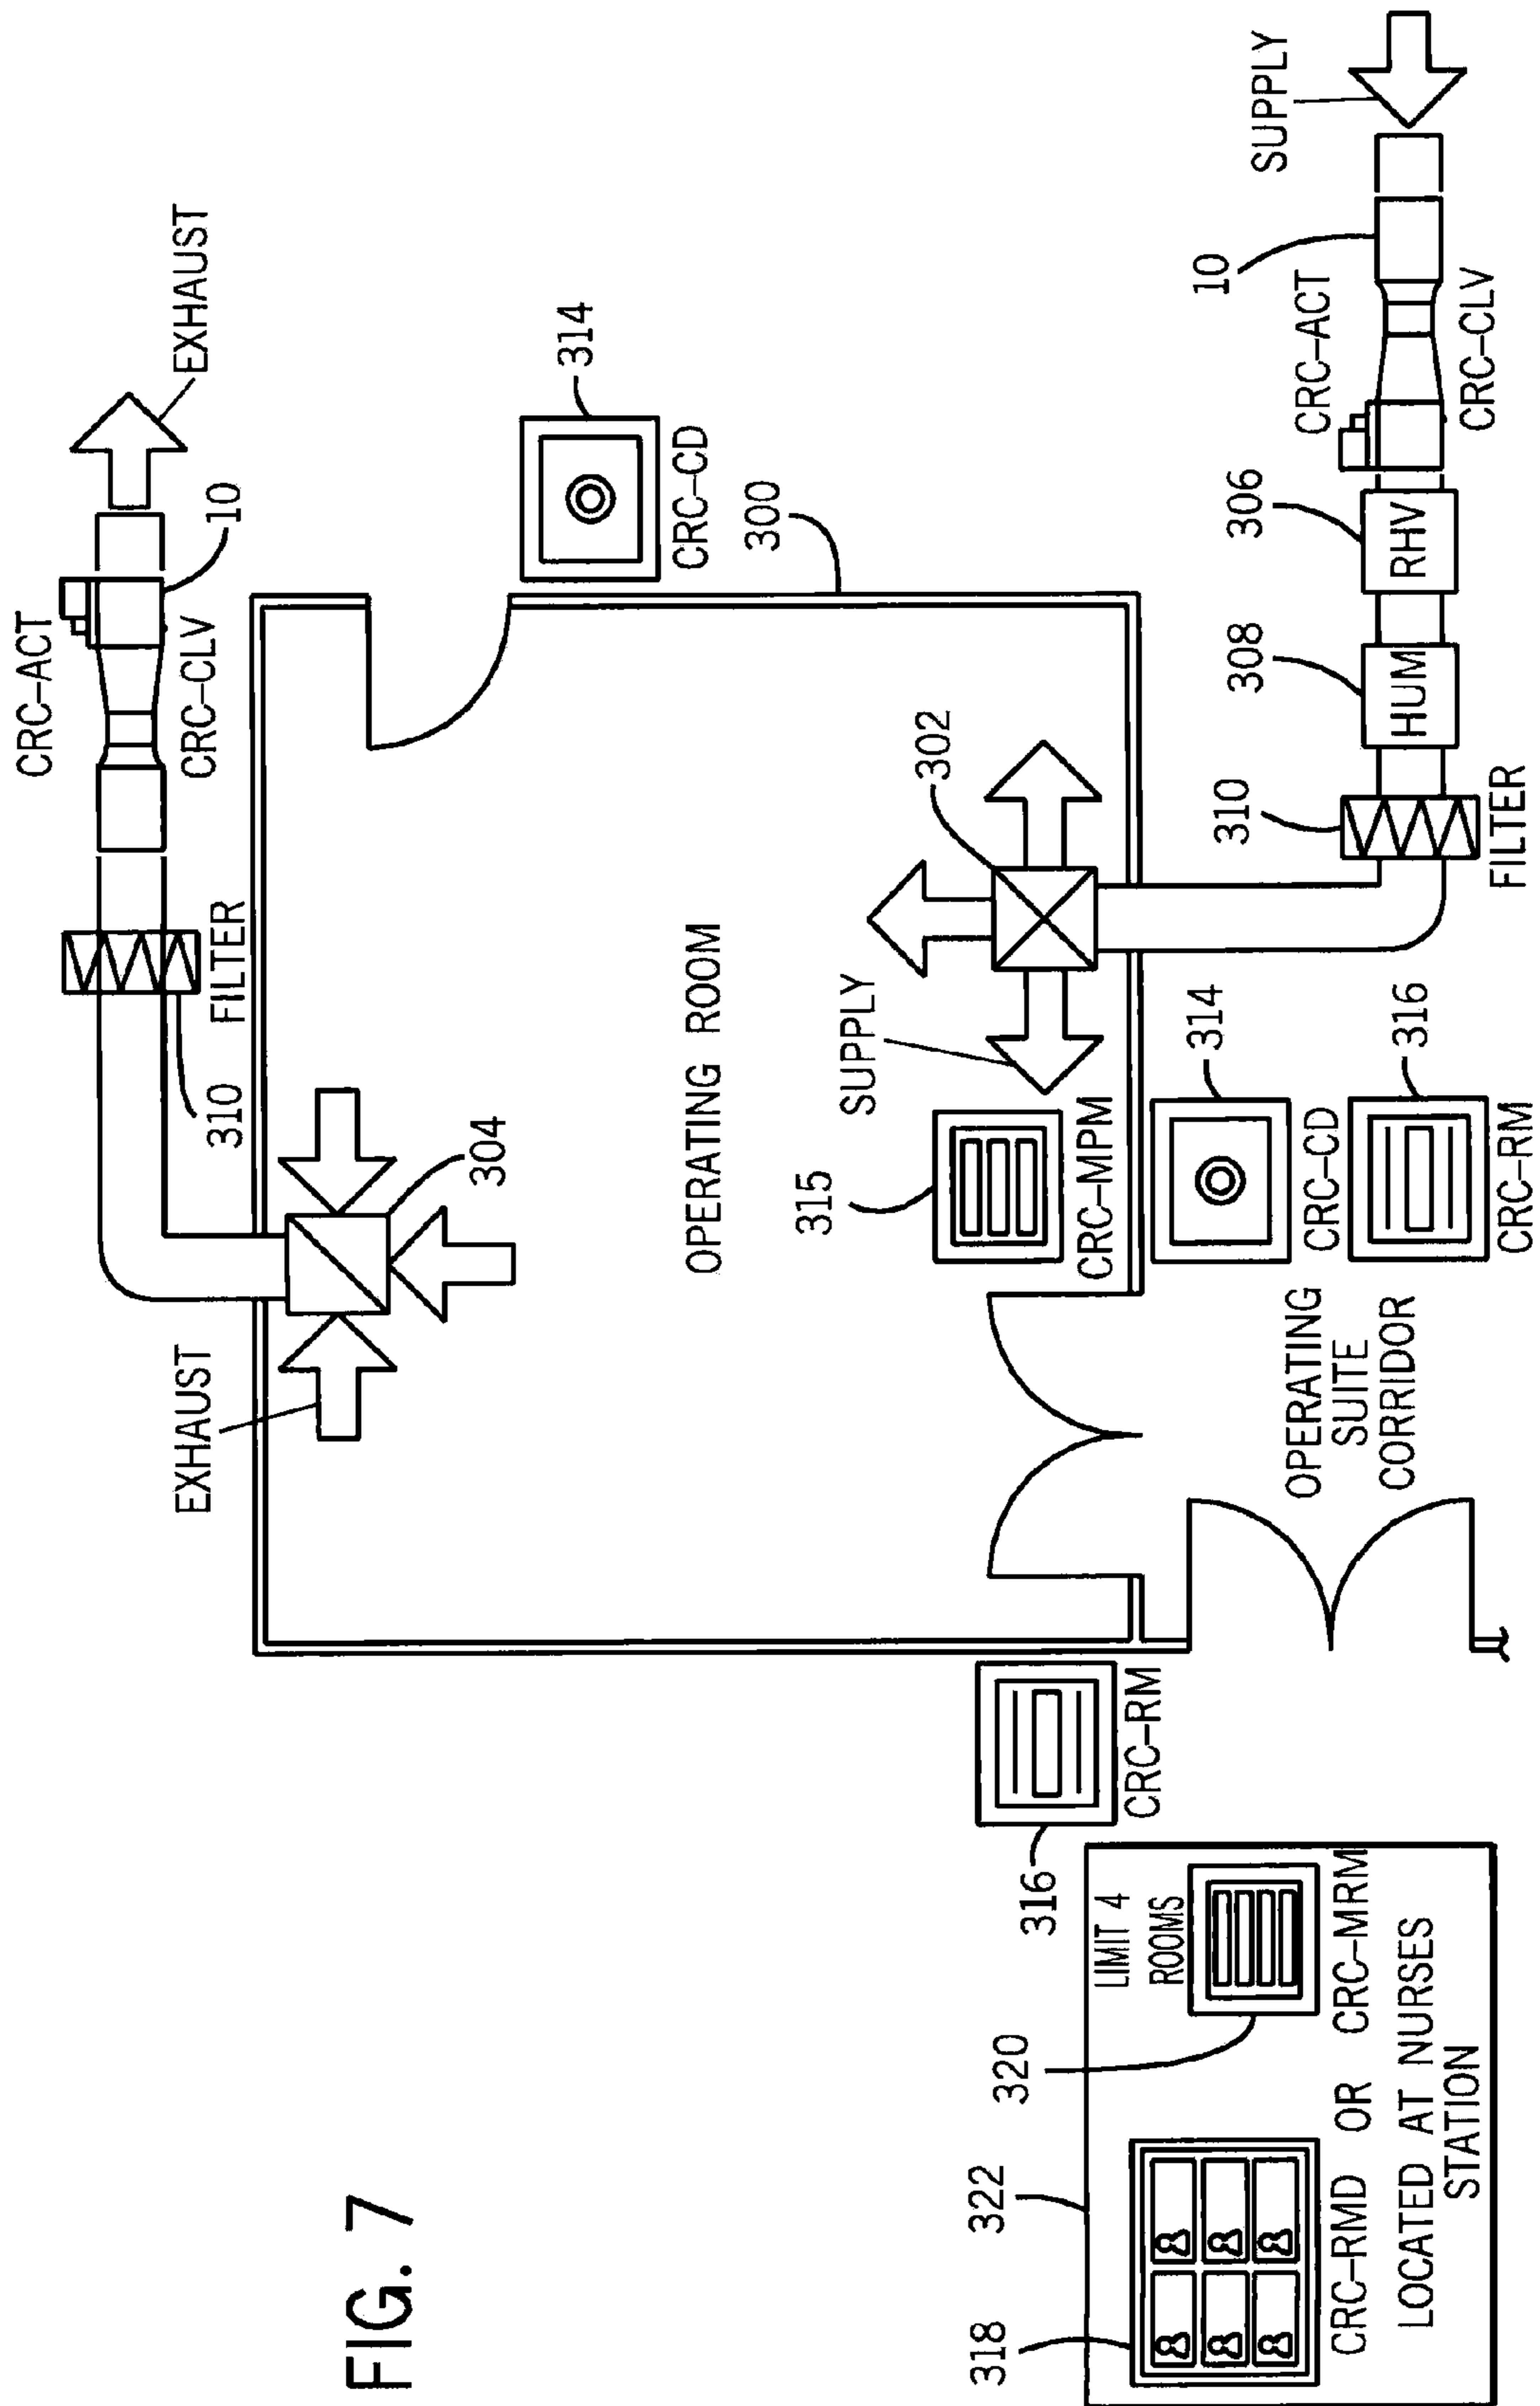 FIG. 7
EXHAUST
CRC-ACT
10
CRC-CLV
FILTER
310
EXHAUST
304
314
CRC-CD
300
OPERATING ROOM
302
SUPPLY
315
CRC-MPM
314
CRC-CD
316
CRC-RM
OPERATING
SUITE
CORRIDOR
SUPPLY
10
CRC-ACT
CRC-CLV
306
RHV
308
HUM
310
FILTER
316
CRC-RM
318
322
320
LIMIT 4
ROOMS
CRC-RMD OR CRC-MRM
LOCATED AT NURSES
STATION